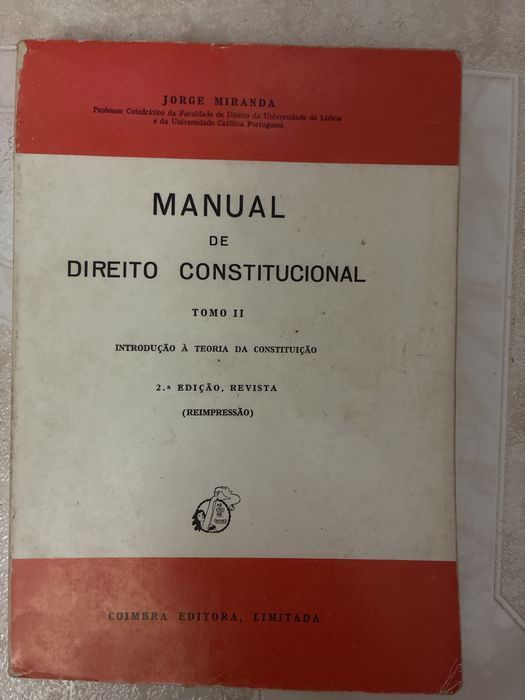 JORGE MIRANDA
Professor Catedrático da Faculdade de Direito da Universidade de Lisboa
e da Universidade Católica Portuguesa
MANUAL
DE
DIREITO CONSTITUCIONAL
TOMO II
INTRODUÇÃO À TEORIA DA CONSTITUIÇÃO
2.ª EDIÇÃO, REVISTA
(REIMPRESSÃO)
COIMBRA EDITORA, LIMITADA